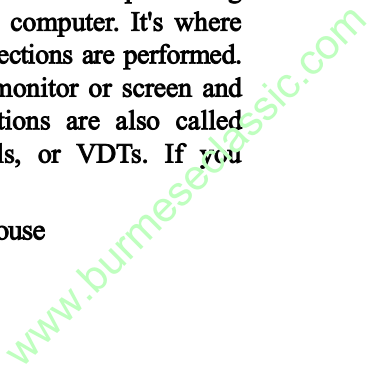 computer. It's where
ections are performed.
monitor or screen and
tions are also called
ls, or VDTs. If you
ouse
www.burmeseclassic.com